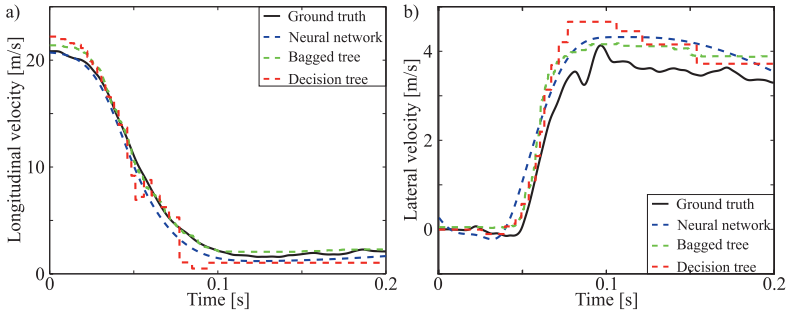 a)
Longitudinal velocity [m/s]
20
10
0
0
0.1
0.2
Time [s]
Ground truth
Neural network
Bagged tree
Decision tree
b)
Lateral velocity [m/s]
4
2
0
0
0.1
0.2
Time [s]
Ground truth
Neural network
Bagged tree
Decision tree